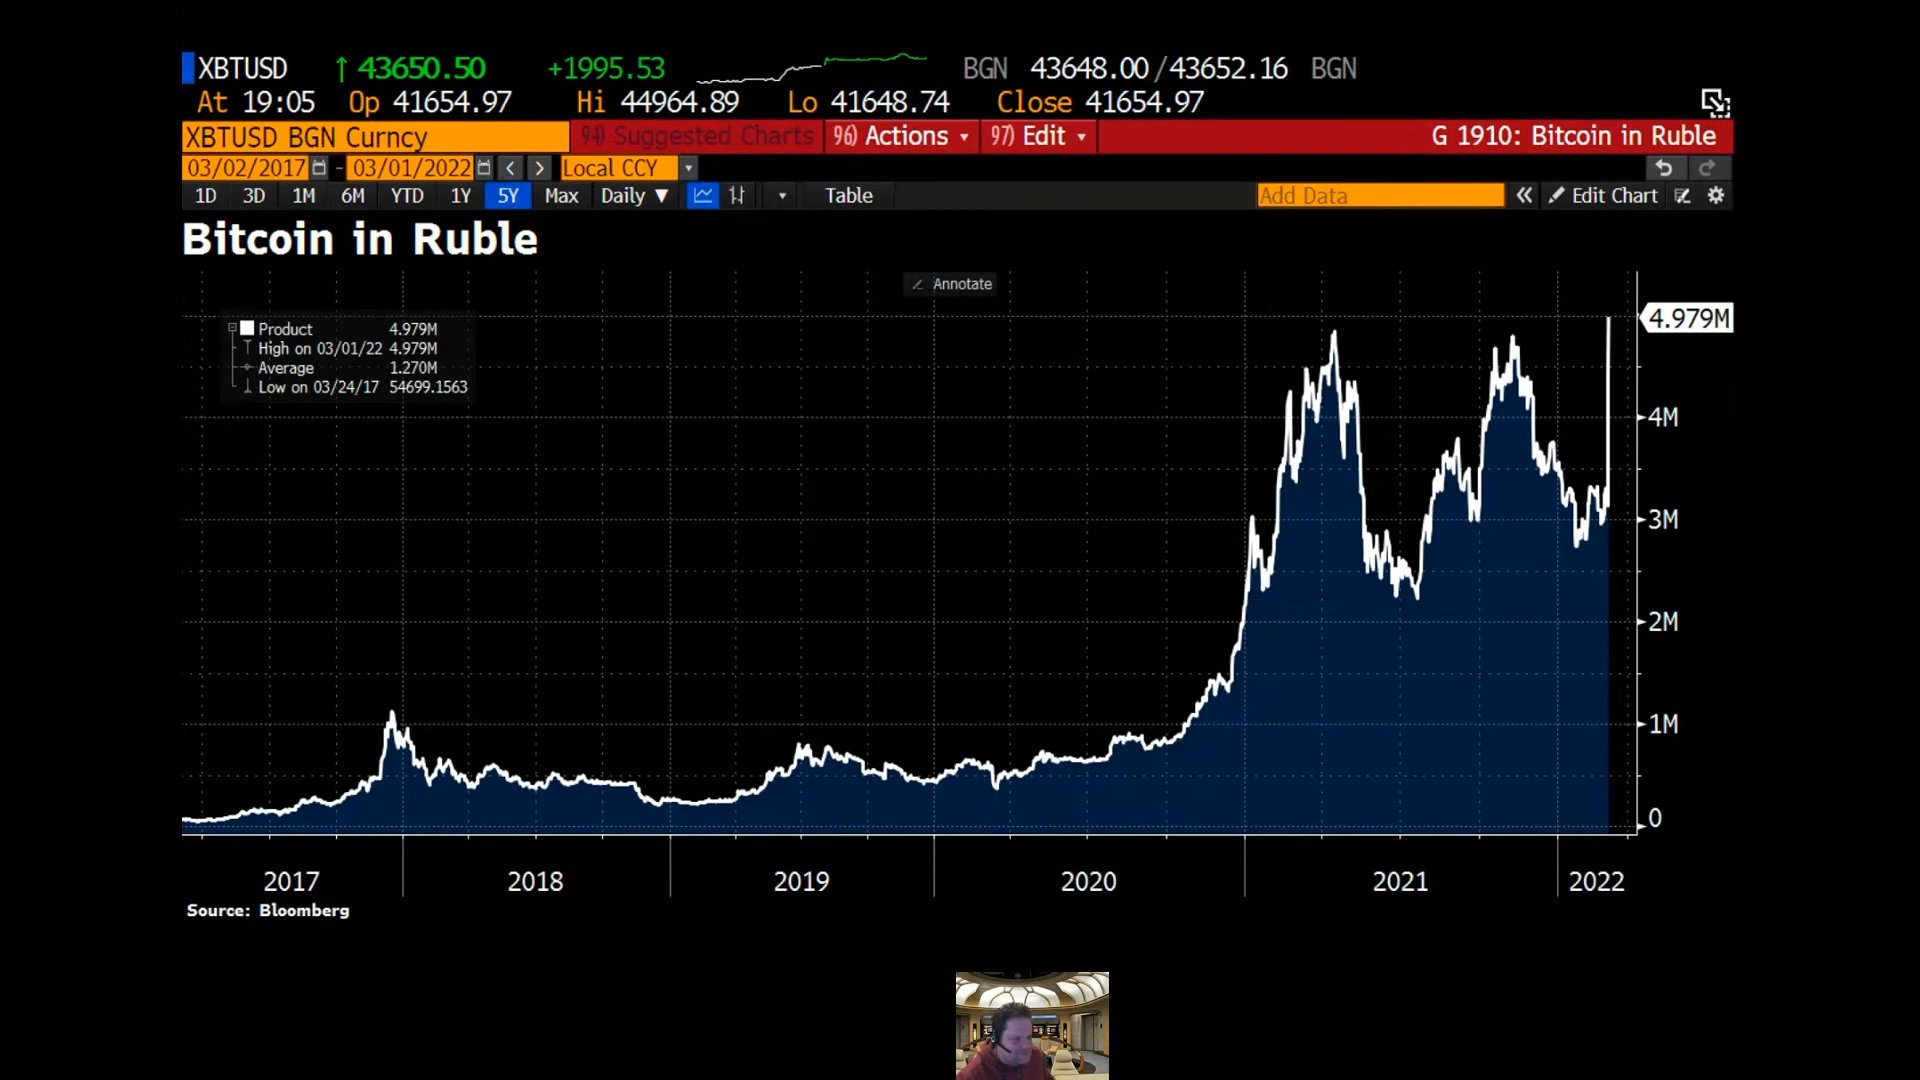 XBTUSD ↑ 43650.50 +1995.53 BGN 43648.00/43652.16 BGN
At 19:05 Op 41654.97 Hi 44964.89 Lo 41648.74 Close 41654.97
XBTUSD BGN Curncy 94) Suggested Charts 96) Actions 97) Edit G 1910: Bitcoin in Ruble
03/02/2017 - 03/01/2022 Local CCY
1D 3D 1M 6M YTD 1Y 5Y Max Daily ▼ Table Add Data « Edit Chart
Bitcoin in Ruble
Annotate
Product 4.979M
High on 03/01/22 4.979M
Average 1.270M
Low on 03/24/17 54699.1563
4.979M
4M
3M
2M
1M
0
2017 2018 2019 2020 2021 2022
Source: Bloomberg